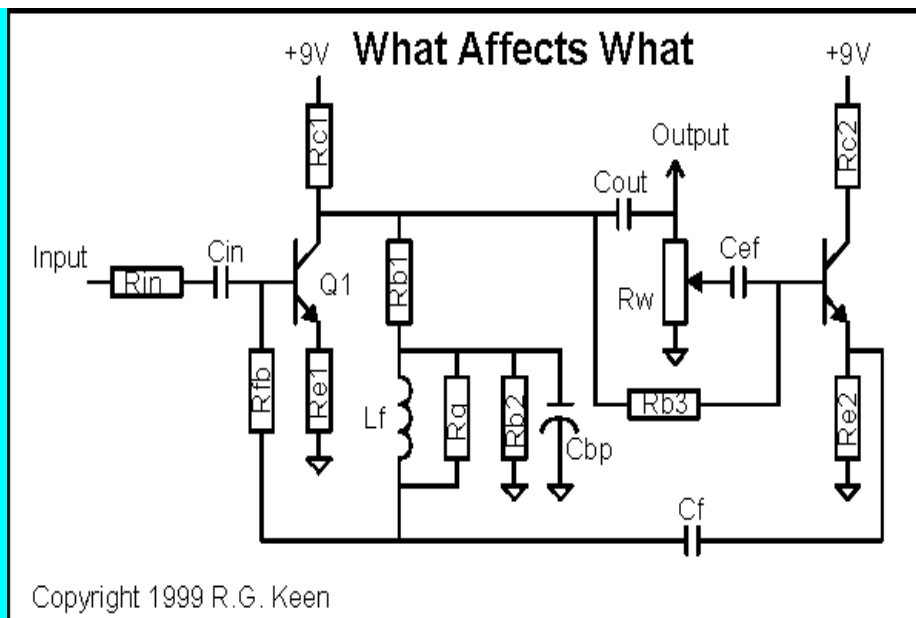 What Affects What
+9V
+9V
Rc1
Rc2
Output
Cout
Input
Cin
Rin
Q1
Rb1
Cef
Rw
Rfb
Re1
Lf
Rq
Rb2
Cbp
Rb3
Re2
Cf
Copyright 1999 R.G. Keen